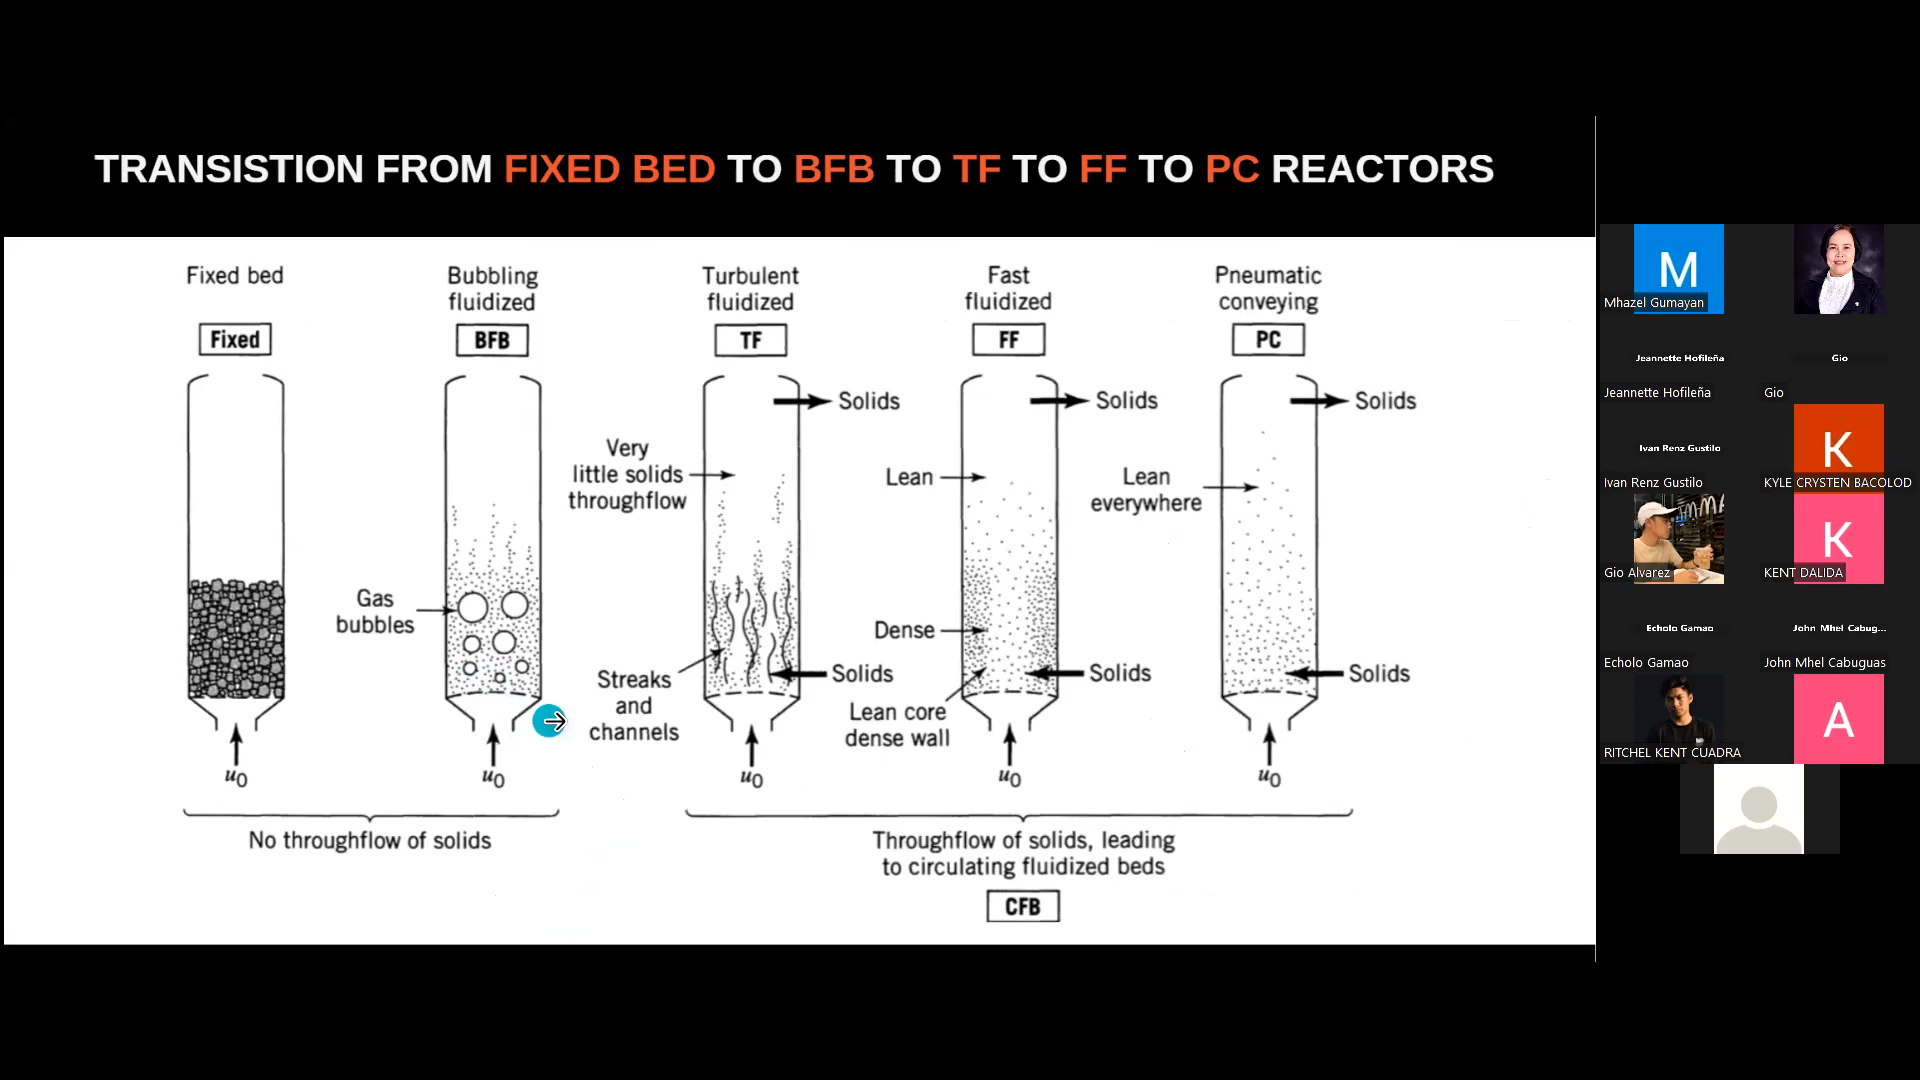 TRANSISTION FROM FIXED BED TO BFB TO TF TO FF TO PC REACTORS
Fixed bed
Fixed
Bubbling
fluidized
BFB
Turbulent
fluidized
TF
Fast
fluidized
FF
Pneumatic
conveying
PC
Gas
bubbles
Very
little solids
throughflow
Solids
Streaks
and
channels
Solids
Lean
Solids
Dense
Solids
Lean core
dense wall
Lean
everywhere
Solids
Solids
u0
u0
u0
u0
u0
No throughflow of solids
Throughflow of solids, leading
to circulating fluidized beds
CFB
M
Mhazel Gumayan
Jeannette Hofileña
Jeannette Hofileña
Gio
Gio
Ivan Renz Gustilo
Ivan Renz Gustilo
K
KYLE CRYSTEN BACOLOD
Gio Alvarez
K
KENT DALIDA
Echolo Gamao
Echolo Gamao
John Mhel Cabug...
John Mhel Cabuguas
RITCHEL KENT CUADRA
A